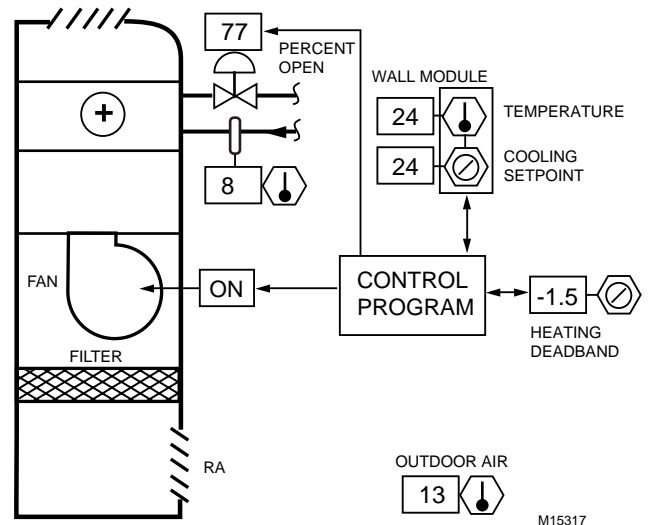 77
PERCENT
OPEN
WALL MODULE
24
TEMPERATURE
24
COOLING
SETPOINT
8
FAN
ON
CONTROL
PROGRAM
-1.5
HEATING
DEADBAND
FILTER
RA
OUTDOOR AIR
13
M15317